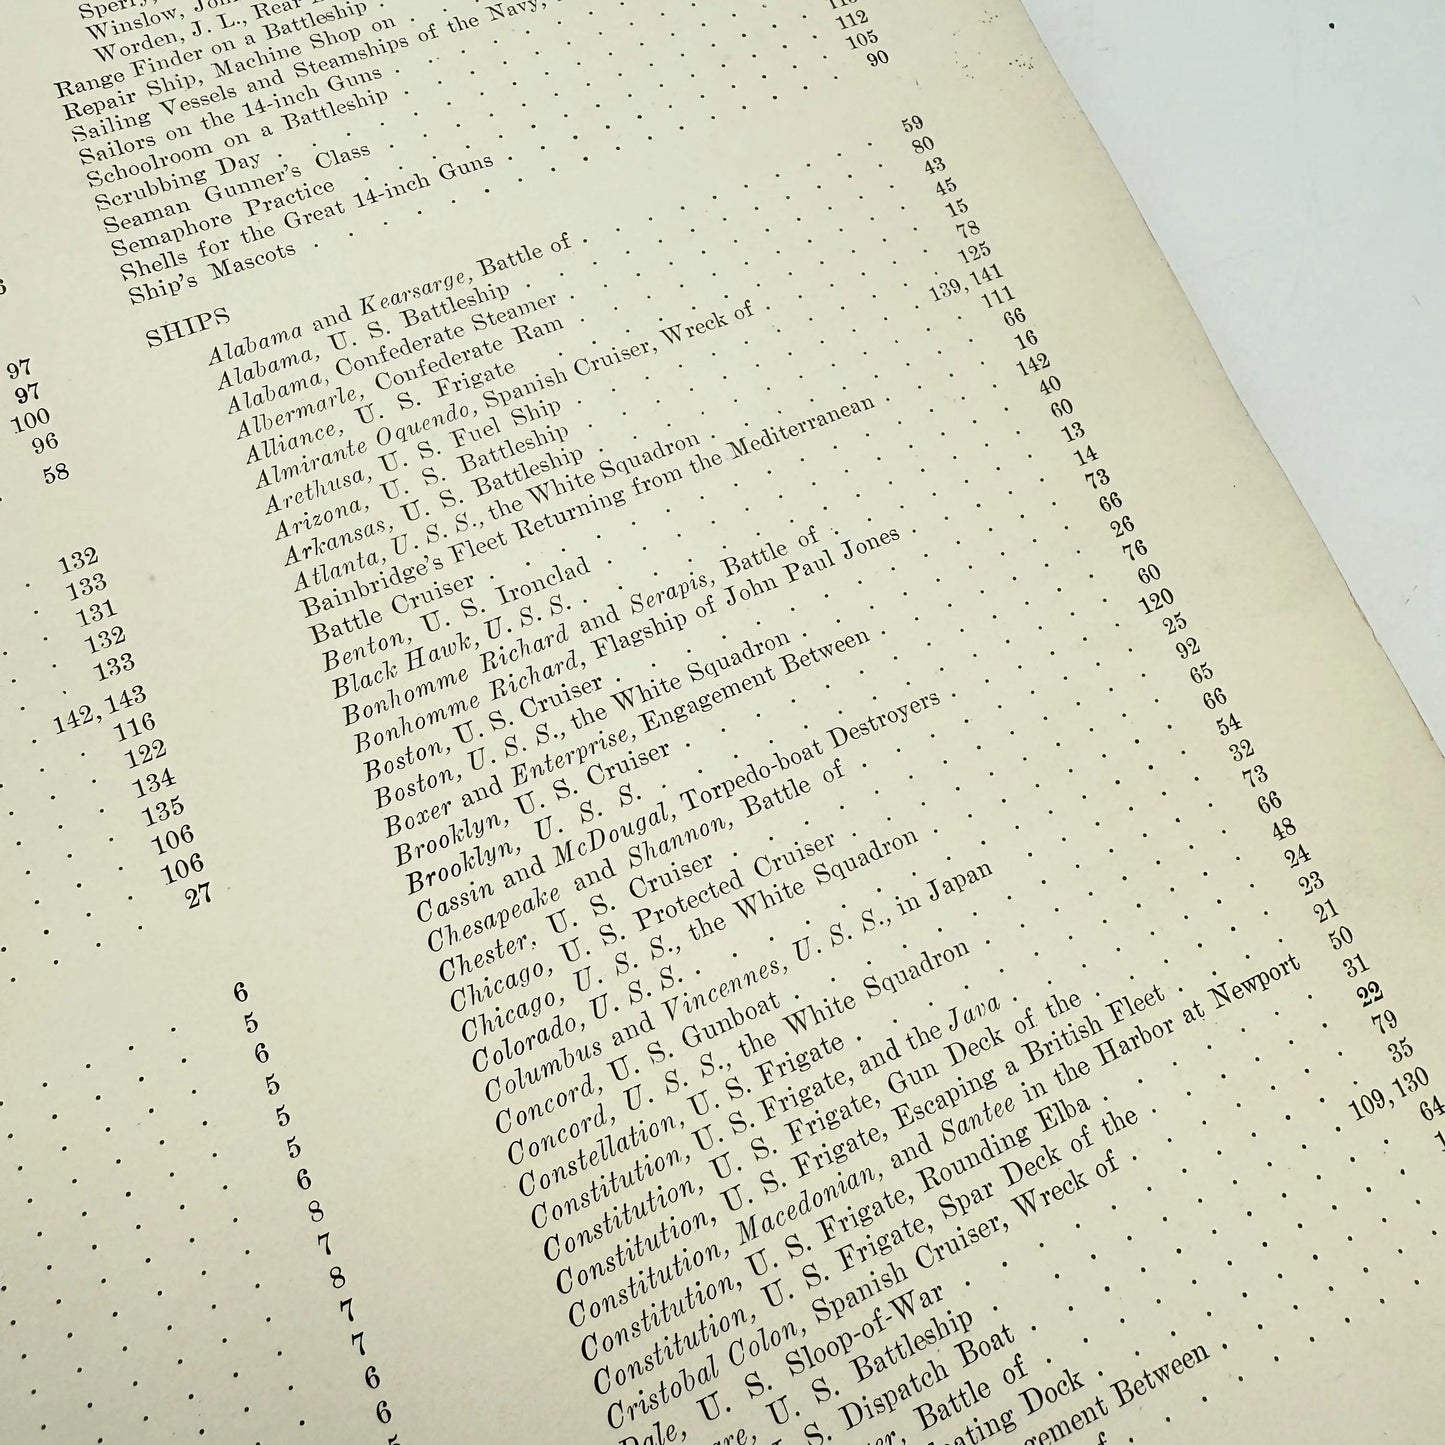 97
97
100
96
58
132
133
131
132
133
142, 143
116
122
134
135
106
106
27
6
5
6
5
5
5
6
8
7
8
7
7
6
6
Winslow,
Worden, J. L., Rear
Range Finder on a Battleship
Repair Ship, Machine Shop on
Sailing Vessels and Steamships of the Navy,
Sailors on the 14-inch Guns
Schoolroom on a Battleship
Scrubbing Day
Seaman Gunner's Class
Semaphore Practice 112
Shells for the Great 14-inch Guns 105
Ship's Mascots 90
SHIPS
Alabama and Kearsarge, Battle of 59
Alabama, U. S. Battleship 80
Alabama, Confederate Steamer 43
Albermarle, Confederate Ram 45
Alliance, U. S. Frigate 15
Almirante Oquendo, Spanish Cruiser, Wreck of 78
Arethusa, U. S. Fuel Ship 125
Arizona, U. S. Battleship 139, 141
Arkansas, U. S. Battleship 111
Atlanta, U. S. S., the White Squadron 66
Bainbridge's Fleet Returning from the Mediterranean 16
Battle Cruiser 142
Benton, U. S. Ironclad 40
Black Hawk, U. S. S. 60
Bonhomme Richard and Serapis, Battle of 13
Bonhomme Richard, Flagship of John Paul Jones 14
Boston, U. S. Cruiser 73
Boston, U. S. S., the White Squadron 66
Boxer and Enterprise, Engagement Between 26
Brooklyn, U. S. Cruiser 76
Brooklyn, U. S. S. 60
Cassin and McDougal, Torpedo-boat Destroyers 120
Chesapeake and Shannon, Battle of 25
Chester, U. S. Cruiser 92
Chicago, U. S. Protected Cruiser 65
Chicago, U. S. S., the White Squadron 66
Colorado, U. S. S. 54
Columbus and Vincennes, U. S. S., in Japan 32
Concord, U. S. Gunboat 73
Concord, U. S. S., the White Squadron 66
Constellation, U. S. Frigate 48
Constitution, U. S. Frigate, and the Java 24
Constitution, U. S. Frigate, Gun Deck of the 23
Constitution, U. S. Frigate, Escaping a British Fleet 21
Constitution, Macedonian, and Santee in the Harbor at Newport 50
Constitution, U. S. Frigate, Rounding Elba 31
Constitution, U. S. Frigate, Spar Deck of the 22
Cristobal Colon, Spanish Cruiser, Wreck of 79
Dale, U. S. Sloop-of-War 35
U. S. Battleship 109, 130
S. Dispatch Boat 64
Battle of
Dock
Between